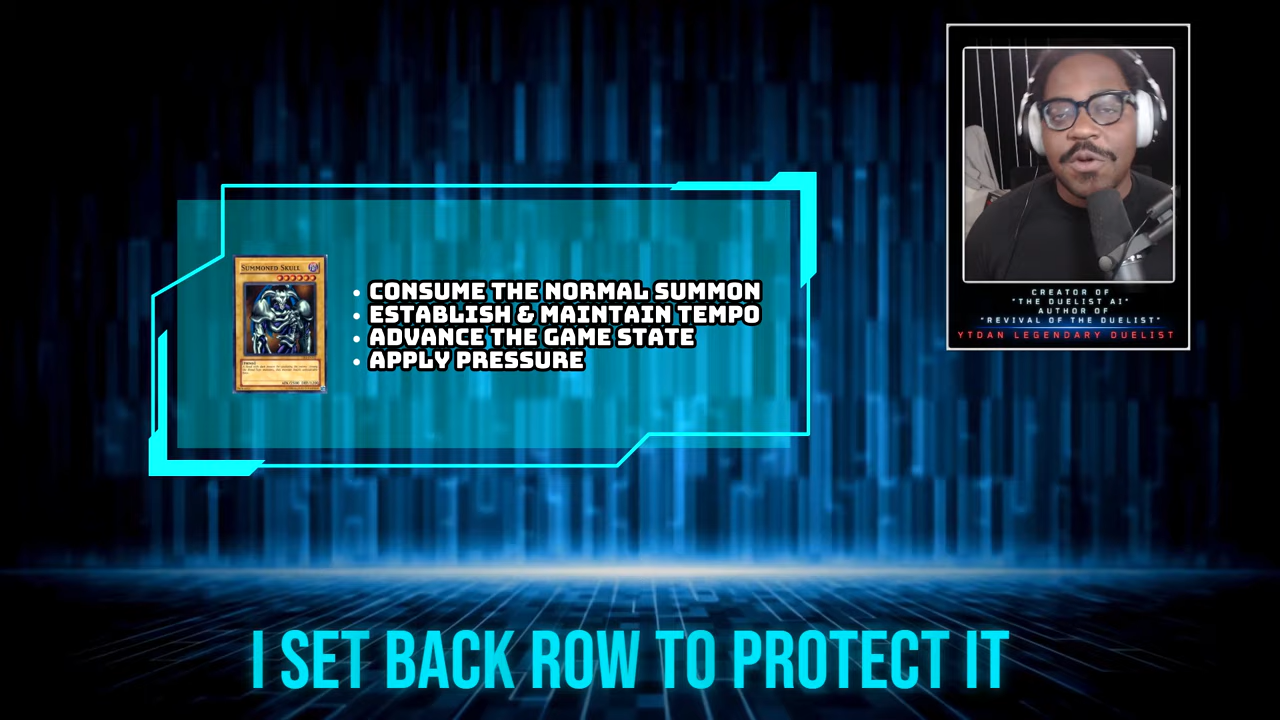 SUMMONED SKULL
• CONSUME THE NORMAL SUMMON
• ESTABLISH & MAINTAIN TEMPO
• ADVANCE THE GAME STATE
• APPLY PRESSURE
CREATOR OF
"THE DUELIST AI"
AUTHOR OF
"REVIVAL OF THE DUELIST"
YTDAN LEGENDARY DUELIST
I SET BACK ROW TO PROTECT IT